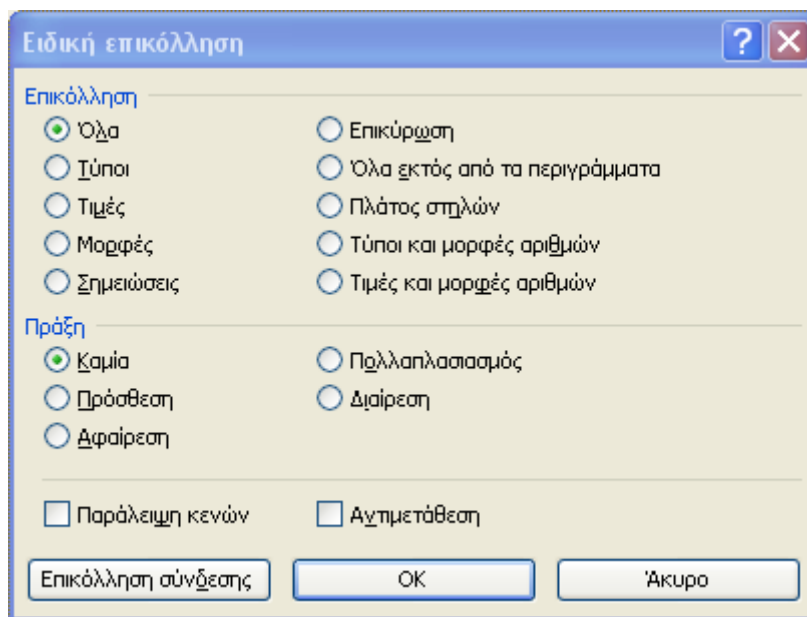 Ειδική επικόλληση
Επικόλληση
Όλα
Τύποι
Τιμές
Μορφές
Σημειώσεις
Επικύρωση
Όλα εκτός από τα περιγράμματα
Πλάτος στηλών
Τύποι και μορφές αριθμών
Τιμές και μορφές αριθμών
Πράξη
Καμία
Πρόσθεση
Αφαίρεση
Πολλαπλασιασμός
Διαίρεση
Παράλειψη κενών
Αντιμετάθεση
Επικόλληση σύνδεσης
OK
Άκυρο